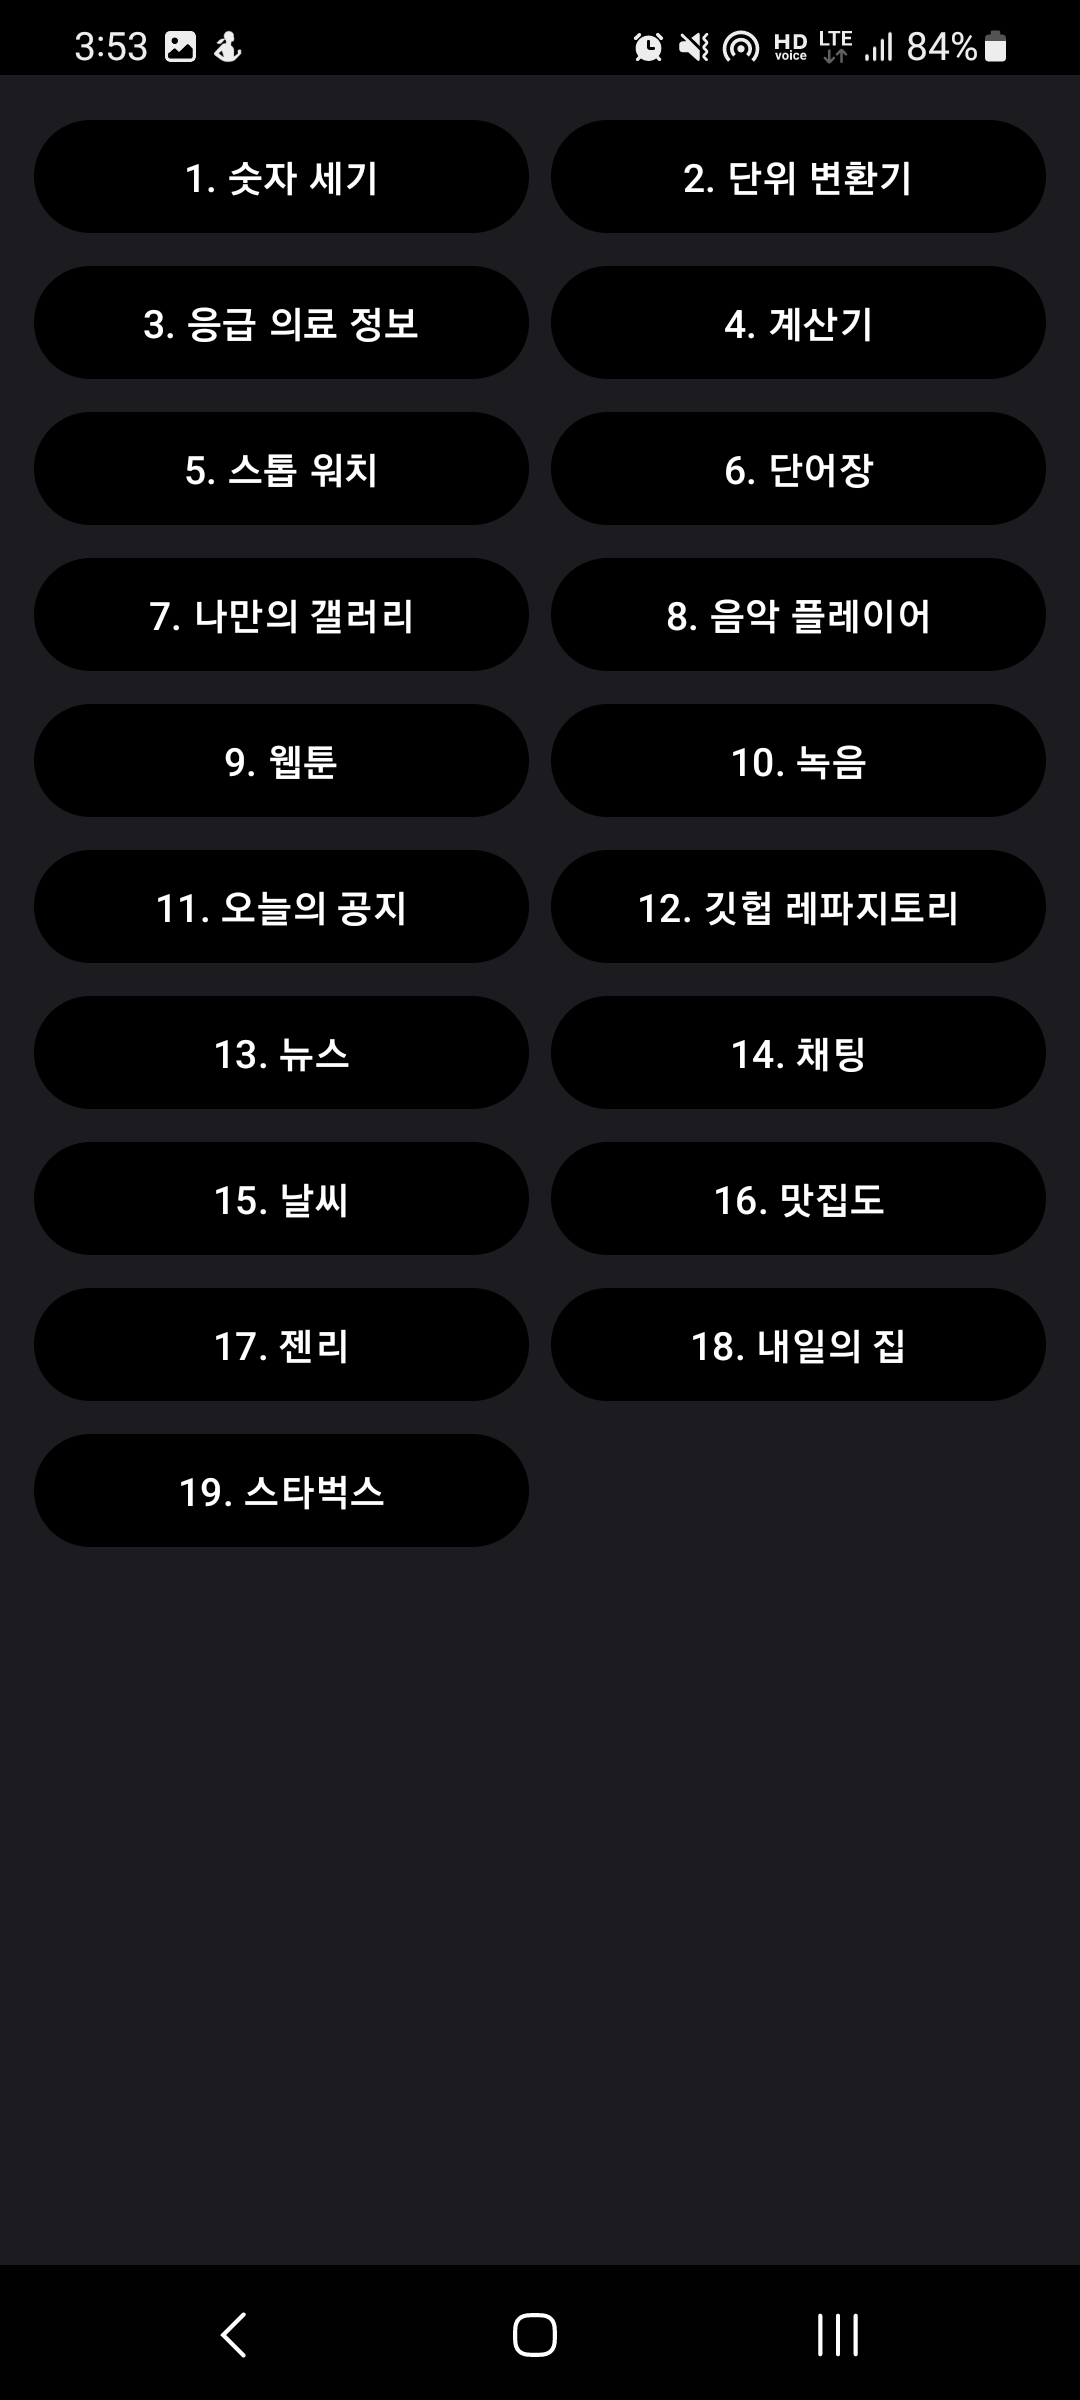 3:53
HD voice LTE 84%
1. 숫자 세기
2. 단위 변환기
3. 응급 의료 정보
4. 계산기
5. 스톱 워치
6. 단어장
7. 나만의 갤러리
8. 음악 플레이어
9. 웹툰
10. 녹음
11. 오늘의 공지
12. 깃헙 레파지토리
13. 뉴스
14. 채팅
15. 날씨
16. 맛집도
17. 젠리
18. 내일의 집
19. 스타벅스